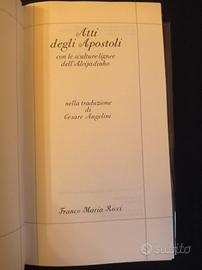 Atti
degli Apostoli
con le sculture lignee
dell'Aleijadinho
nella traduzione
di
Cesare Angelini
Franco Maria Ricci
subito